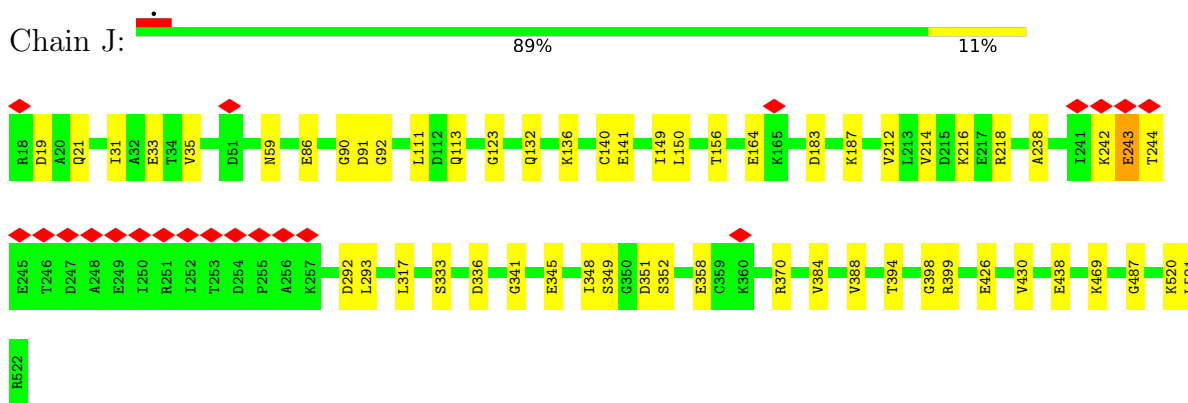 Chain J:
89% 11%
R18 D19 A20 Q21 I31 A32 E33 T34 V35 D51 N59 E86 G90 D91 G92 L111 D112 Q113 G123 Q132 K136 C140 E141 I149 L150 T156 E164 K165 D183 K187 V212 L213 V214 D215 K216 E217 R218 A238 I241 K242 E243 T244
E245 T246 D247 A248 E249 I250 R251 I252 T253 D254 P255 A256 K257 D292 L293 L317 S333 D336 G341 E345 I348 S349 G350 D351 S352 E358 C359 K360 R370 V384 V388 T394 G398 R399 E426 V430 E438 K469 G487 K520
R522